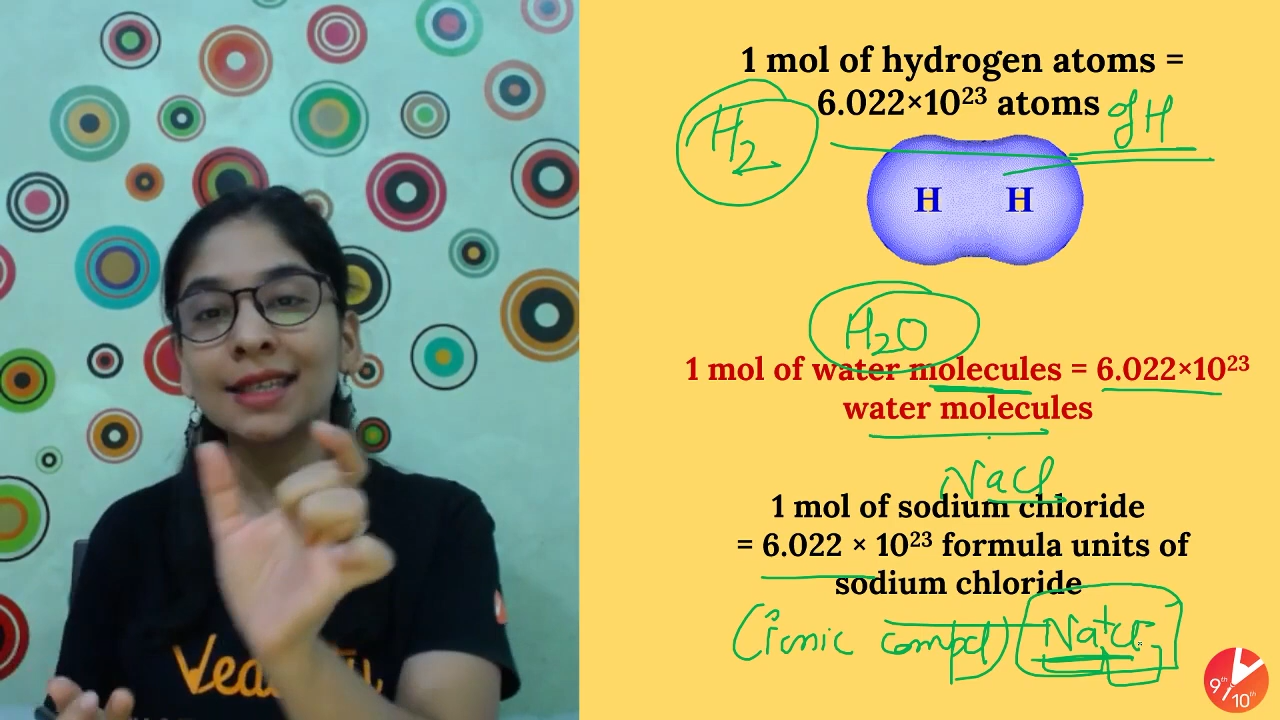 1 mol of hydrogen atoms =
6.022×10²³ atoms of H
H₂
H H
H₂O
1 mol of water molecules = 6.022×10²³
water molecules
NaCl
1 mol of sodium chloride
= 6.022 × 10²³ formula units of
sodium chloride
(ionic compd) Na⁺Cl⁻
9th 10th